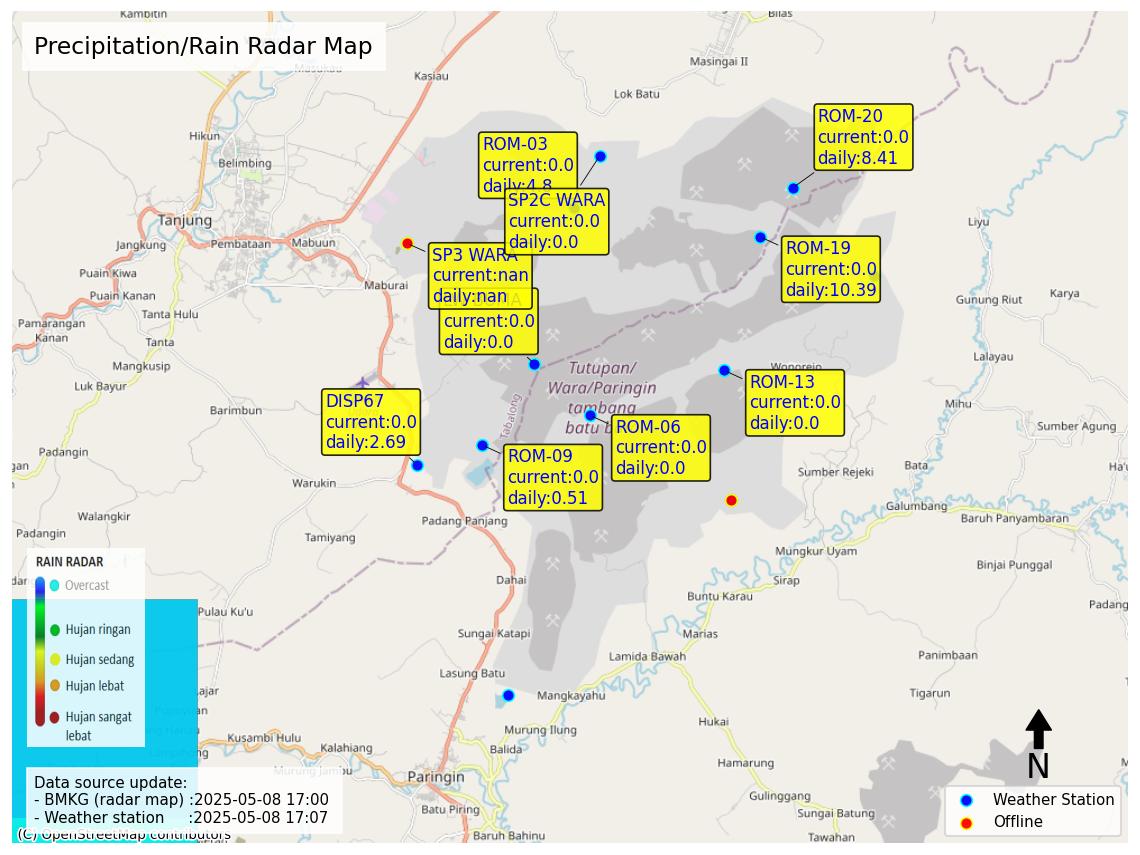 Precipitation/Rain Radar Map
Kambitin
Bilas
Masukau
Masingai II
Kasiau
Lok Batu
Hikun
Belimbing
Tanjung
Jangkung
Pembataan
Mabuun
Puain Kiwa
Puain Kanan
Maburai
Pamarangan
Kanan
Tanta Hulu
Tanta
Mangkusip
Luk Bayur
Barimbun
Padangin
Warukin
Walangkir
Padangin
Tamiyang
Padang Panjang
Dahai
Pulau Ku'u
Sungai Katapi
Lasung Batu
Mangkayahu
Murung Ilung
Balida
Kusambi Hulu
Kalahiang
Paringin
Batu Piring
Baruh Bahinu
Lamida Bawah
Marias
Buntu Karau
Sirap
Mungkur Uyam
Galumbang
Baruh Panyambaran
Binjai Punggal
Padang
Panimbaan
Tigarun
Hukai
Hamarung
Gulinggang
Sungai Batung
Tawahan
Bata
Sumber Rejeki
Sumber Agung
Mihu
Lalayau
Gunung Riut
Karya
Liyu
Wonorejo
Tabalong
Tutupan/
Wara/Paringin
tambang
batu b
ROM-03
current:0.0
daily:4.8
SP2C WARA
current:0.0
daily:0.0
SP3 WARA
current:nan
daily:nan
current:0.0
daily:0.0
ROM-20
current:0.0
daily:8.41
ROM-19
current:0.0
daily:10.39
ROM-13
current:0.0
daily:0.0
ROM-06
current:0.0
daily:0.0
ROM-09
current:0.0
daily:0.51
DISP67
current:0.0
daily:2.69
RAIN RADAR
Overcast
Hujan ringan
Hujan sedang
Hujan lebat
Hujan sangat
lebat
Data source update:
- BMKG (radar map) :2025-05-08 17:00
- Weather station :2025-05-08 17:07
(C) OpenStreetMap contributors
N
Weather Station
Offline